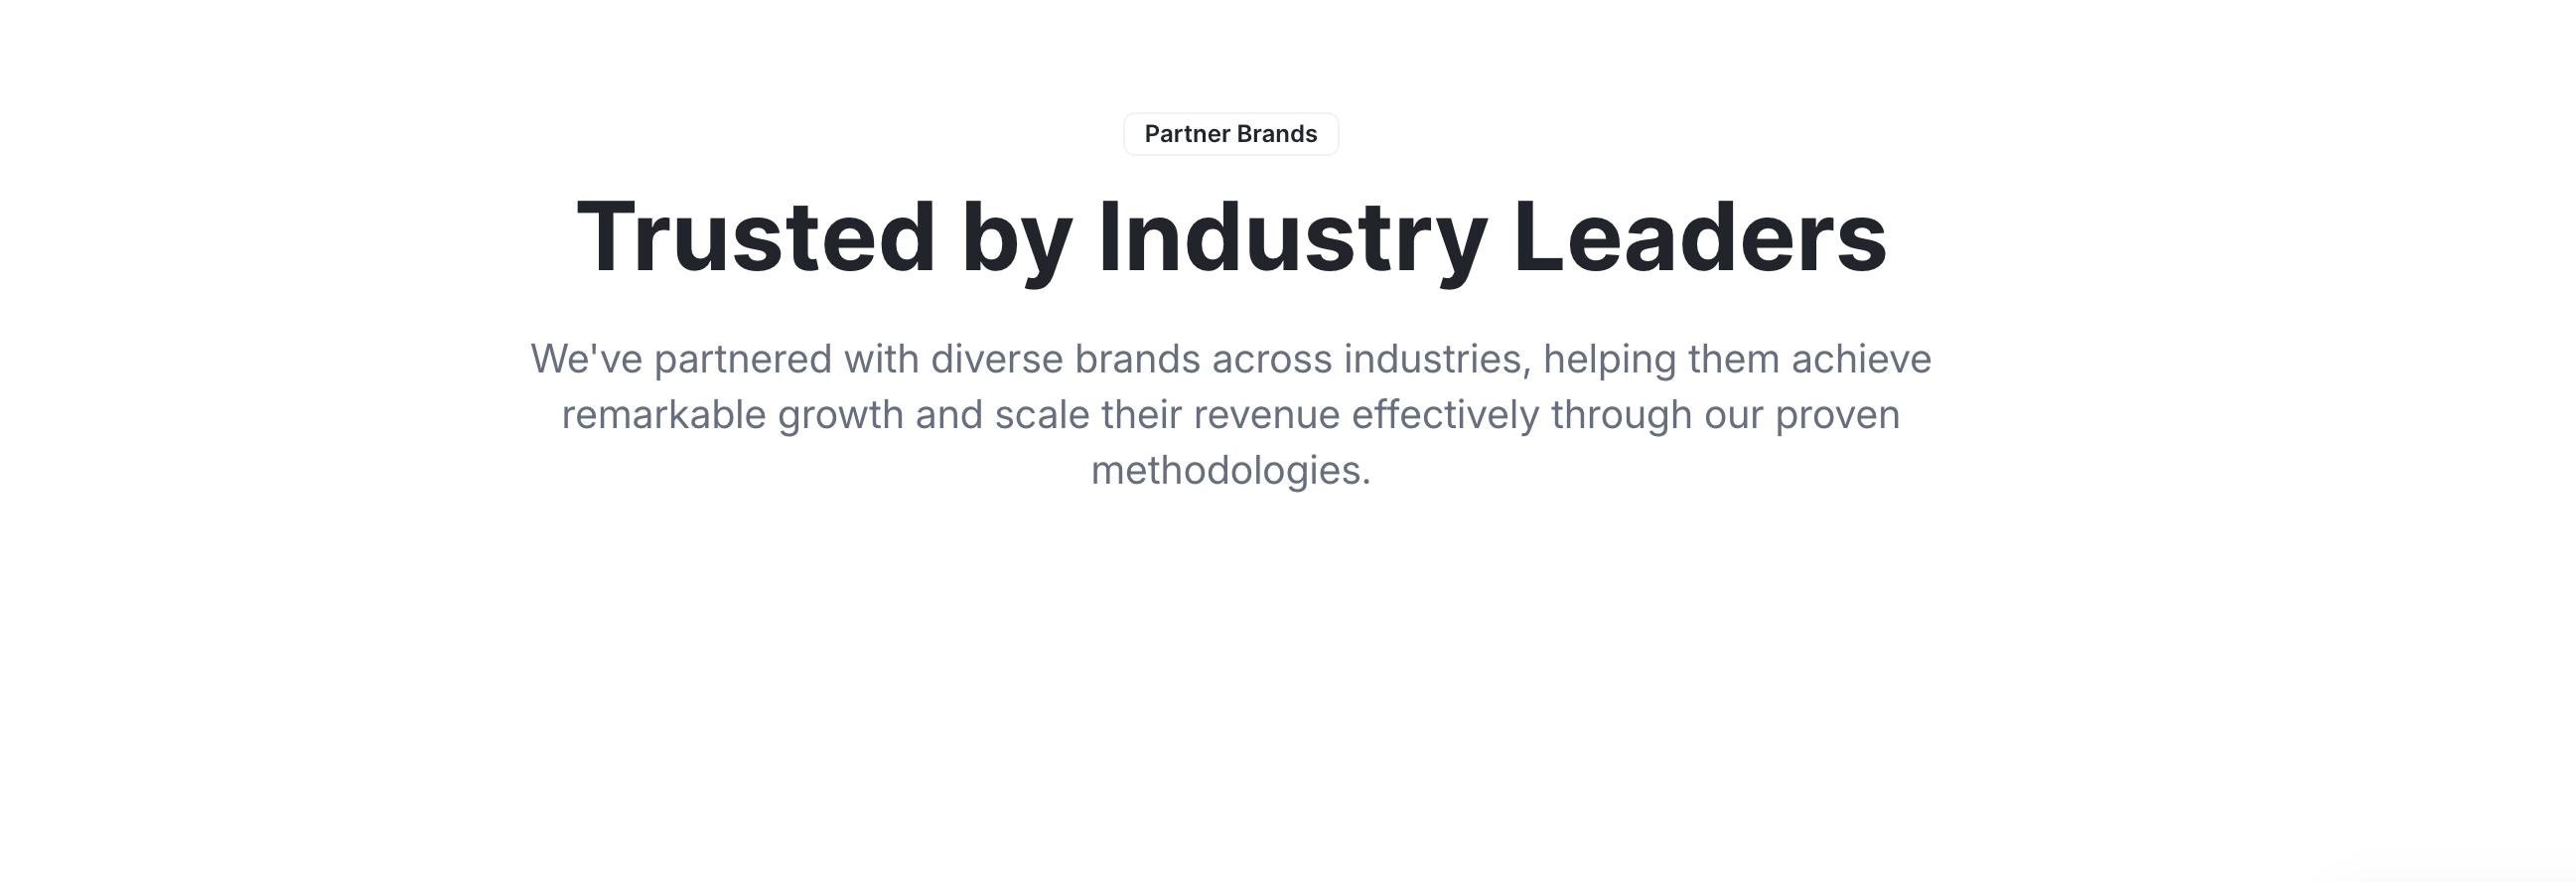 Partner Brands
Trusted by Industry Leaders
We've partnered with diverse brands across industries, helping them achieve
remarkable growth and scale their revenue effectively through our proven
methodologies.